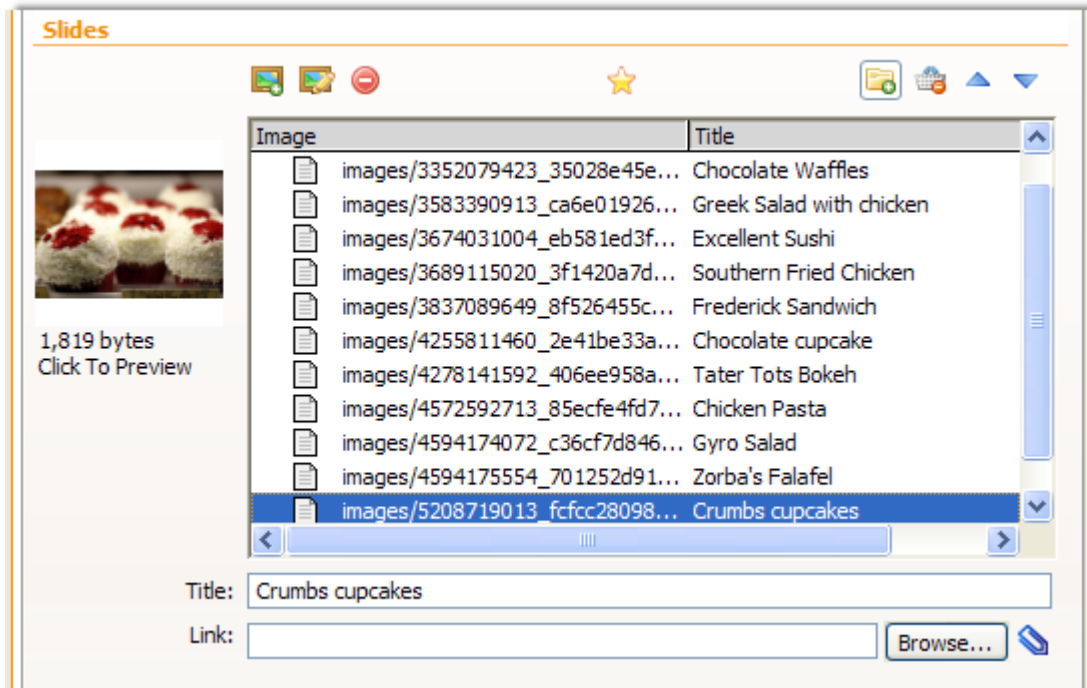 Slides
Image Title
images/3352079423_35028e45e... Chocolate Waffles
images/3583390913_ca6e01926... Greek Salad with chicken
images/3674031004_eb581ed3f... Excellent Sushi
images/3689115020_3f1420a7d... Southern Fried Chicken
images/3837089649_8f526455c... Frederick Sandwich
images/4255811460_2e41be33a... Chocolate cupcake
images/4278141592_406ee958a... Tater Tots Bokeh
images/4572592713_85ecfe4fd7... Chicken Pasta
images/4594174072_c36cf7d846... Gyro Salad
images/4594175554_701252d91... Zorba's Falafel
images/5208719013_fcfcc28098... Crumbs cupcakes
1,819 bytes
Click To Preview
Title: Crumbs cupcakes
Link: Browse...